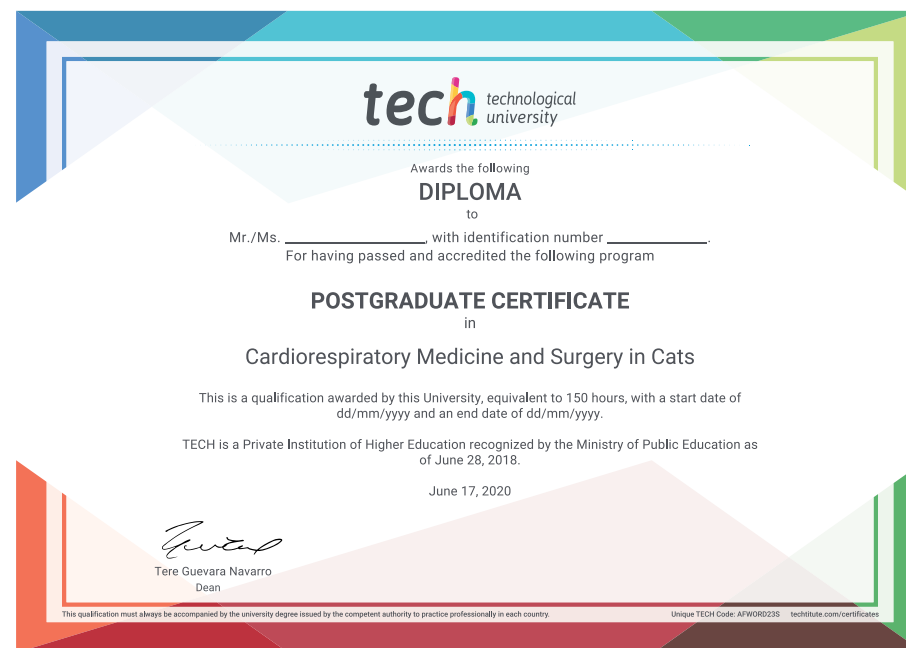 tech technological
university
Awards the following
DIPLOMA
to
Mr./Ms. ________________, with identification number ____________.
For having passed and accredited the following program
POSTGRADUATE CERTIFICATE
in
Cardiorespiratory Medicine and Surgery in Cats
This is a qualification awarded by this University, equivalent to 150 hours, with a start date of
dd/mm/yyyy and an end date of dd/mm/yyyy.
TECH is a Private Institution of Higher Education recognized by the Ministry of Public Education as
of June 28, 2018.
June 17, 2020
Tere Guevara Navarro
Dean
This qualification must always be accompanied by the university degree issued by the competent authority to practice professionally in each country.
Unique TECH Code: AFWORD23S techtitute.com/certificates